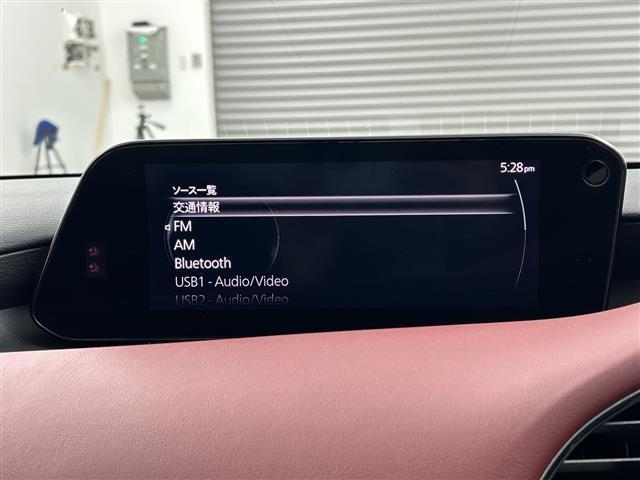 5:28pm
ソース一覧
交通情報
FM
AM
Bluetooth
USB1 - Audio/Video
USB2 - Audio/Video